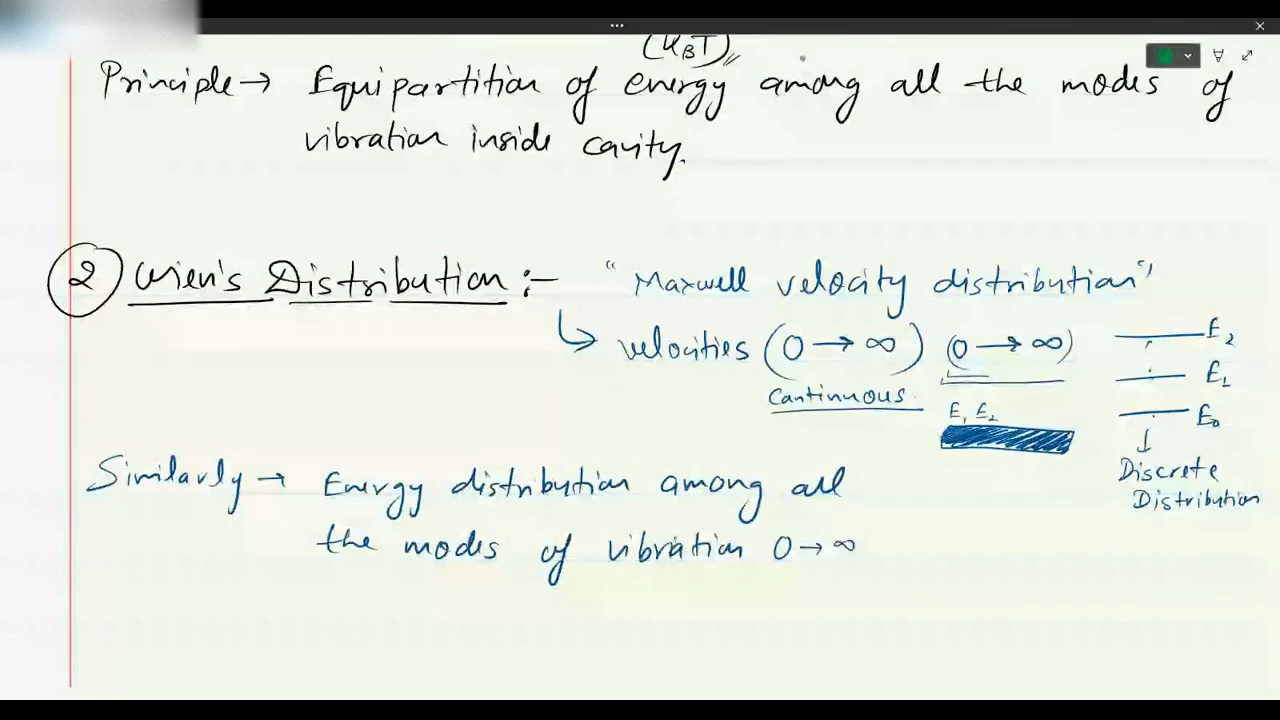 (KBT)
Principle → Equipartition of energy among all the modes of
vibration inside cavity.
② Wien's Distribution :- "Maxwell velocity distribution"
↳ velocities (0 → ∞) (0 → ∞)
Continuous.
E1 E2
E2
E1
E0
↓
Discrete
Distribution
Similarly → Energy distribution among all
the modes of vibration 0 → ∞